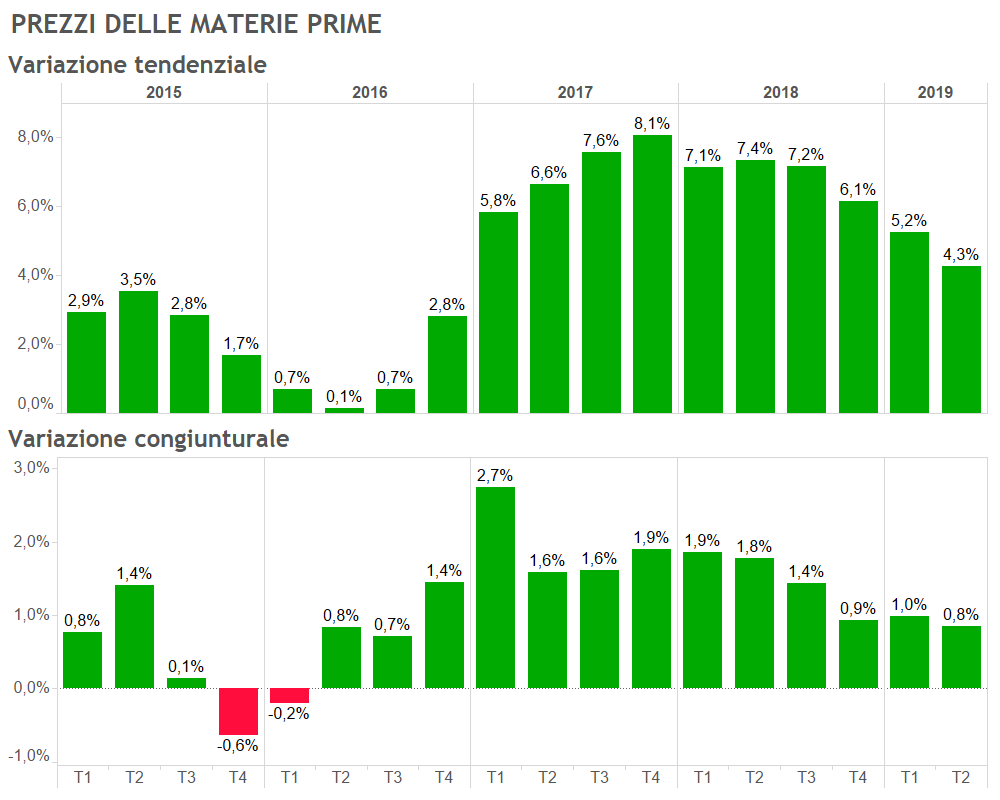 PREZZI DELLE MATERIE PRIME
Variazione tendenziale
2015 2016 2017 2018 2019
8,0%
6,0%
4,0%
2,0%
0,0%
2,9% 3,5% 2,8% 1,7% 0,7% 0,1% 0,7% 2,8% 5,8% 6,6% 7,6% 8,1% 7,1% 7,4% 7,2% 6,1% 5,2% 4,3%
Variazione congiunturale
3,0%
2,0%
1,0%
0,0%
-1,0%
0,8% 1,4% 0,1% -0,6% -0,2% 0,8% 0,7% 1,4% 2,7% 1,6% 1,6% 1,9% 1,9% 1,8% 1,4% 0,9% 1,0% 0,8%
T1 T2 T3 T4 T1 T2 T3 T4 T1 T2 T3 T4 T1 T2 T3 T4 T1 T2